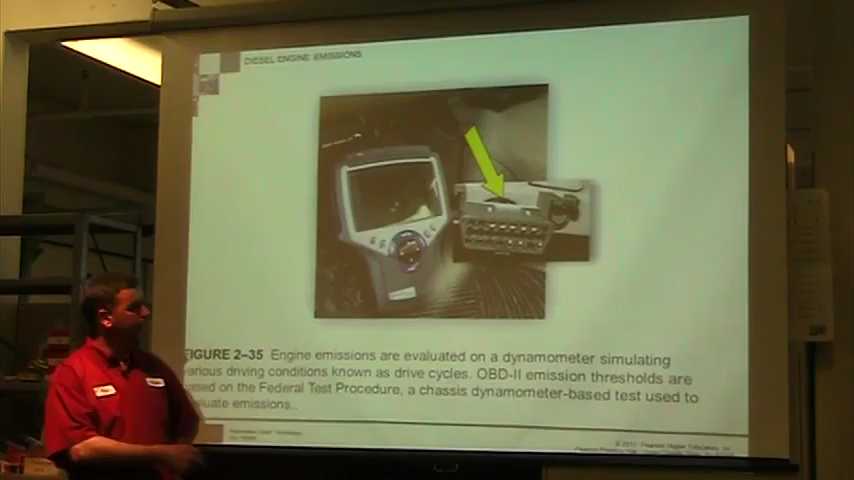 DIESEL ENGINE EMISSIONS
FIGURE 2–35 Engine emissions are evaluated on a dynamometer simulating
various driving conditions known as drive cycles. OBD-II emission thresholds are
based on the Federal Test Procedure, a chassis dynamometer-based test used to
evaluate emissions..